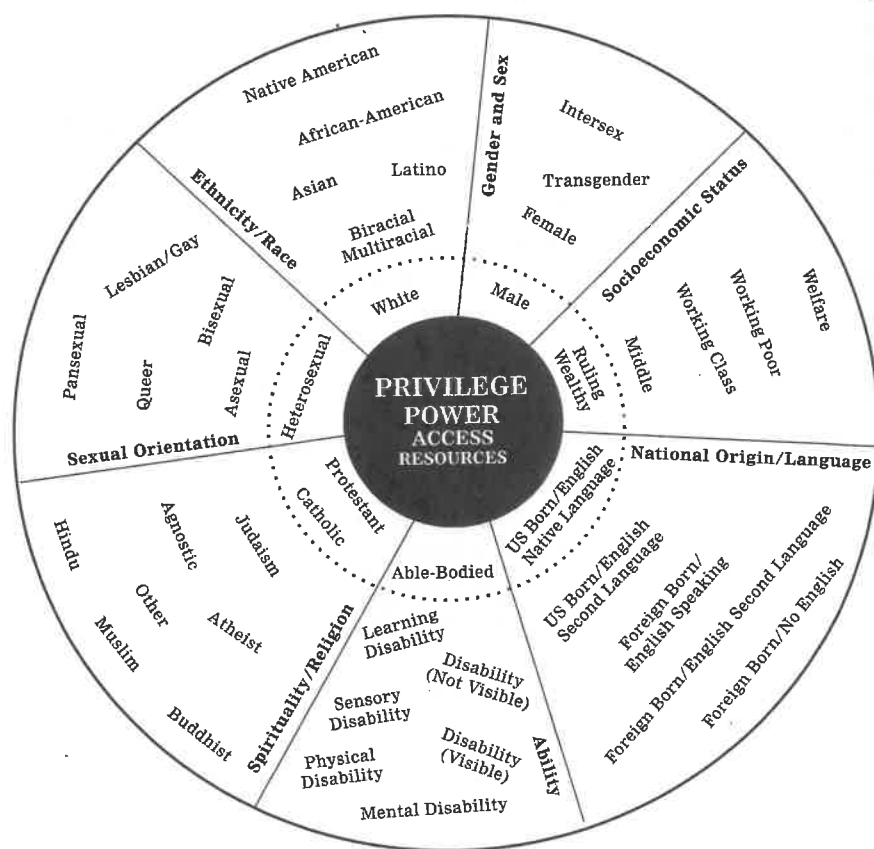 PRIVILEGE
POWER
ACCESS
RESOURCES
Ethnicity/Race
Native American
African-American
Asian
Latino
Biracial
Multiracial
White
Gender and Sex
Intersex
Transgender
Female
Male
Socioeconomic Status
Welfare
Working Poor
Working Class
Middle
Ruling
Wealthy
National Origin/Language
US Born/English
Native Language
US Born/English
Second Language
Foreign Born/
English Speaking
Foreign Born/English Second Language
Foreign Born/No English
Ability
Able-Bodied
Learning
Disability
Disability
(Not Visible)
Sensory
Disability
Disability
(Visible)
Physical
Disability
Mental Disability
Spirituality/Religion
Protestant
Catholic
Judaism
Agnostic
Hindu
Atheist
Other
Muslim
Buddhist
Sexual Orientation
Heterosexual
Lesbian/Gay
Bisexual
Pansexual
Queer
Asexual